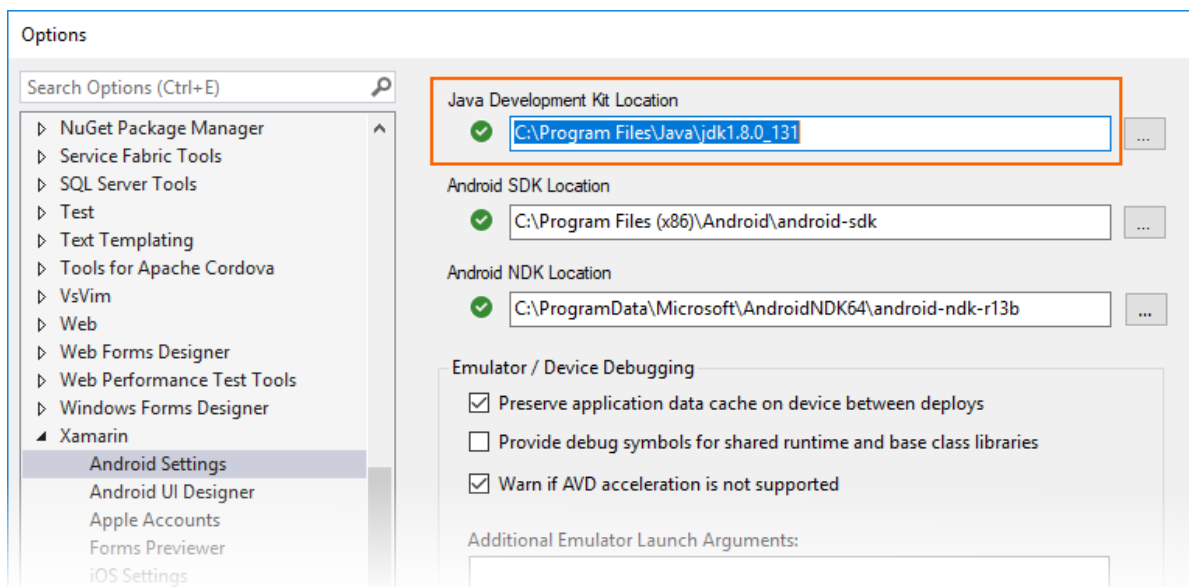 Options
Search Options (Ctrl+E)
NuGet Package Manager
Service Fabric Tools
SQL Server Tools
Test
Text Templating
Tools for Apache Cordova
VsVim
Web
Web Forms Designer
Web Performance Test Tools
Windows Forms Designer
Xamarin
Android Settings
Android UI Designer
Apple Accounts
Forms Previewer
iOS Settings
Java Development Kit Location
C:\Program Files\Java\jdk1.8.0_131
...
Android SDK Location
C:\Program Files (x86)\Android\android-sdk
...
Android NDK Location
C:\ProgramData\Microsoft\AndroidNDK64\android-ndk-r13b
...
Emulator / Device Debugging
Preserve application data cache on device between deploys
Provide debug symbols for shared runtime and base class libraries
Warn if AVD acceleration is not supported
Additional Emulator Launch Arguments: